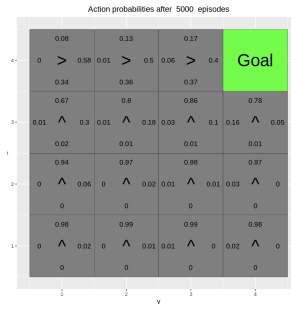 Action probabilities after 5000 episodes
0.08 0.13 0.17
4 0 > 0.58 0.01 > 0.5 0.06 > 0.4 Goal
0.34 0.36 0.37
0.67 0.8 0.86 0.78
3 0.01 ^ 0.3 0.01 ^ 0.18 0.03 ^ 0.1 0.16 ^ 0.05
0.02 0.01 0.01 0.01
0.94 0.97 0.98 0.97
2 0 ^ 0.06 0 ^ 0.02 0.01 ^ 0.01 0.03 ^ 0
0 0 0 0
0.98 0.99 0.99 0.98
1 0 ^ 0.02 0 ^ 0.01 0.01 ^ 0 0.02 ^ 0
0 0 0 0
1 2 3 4
v